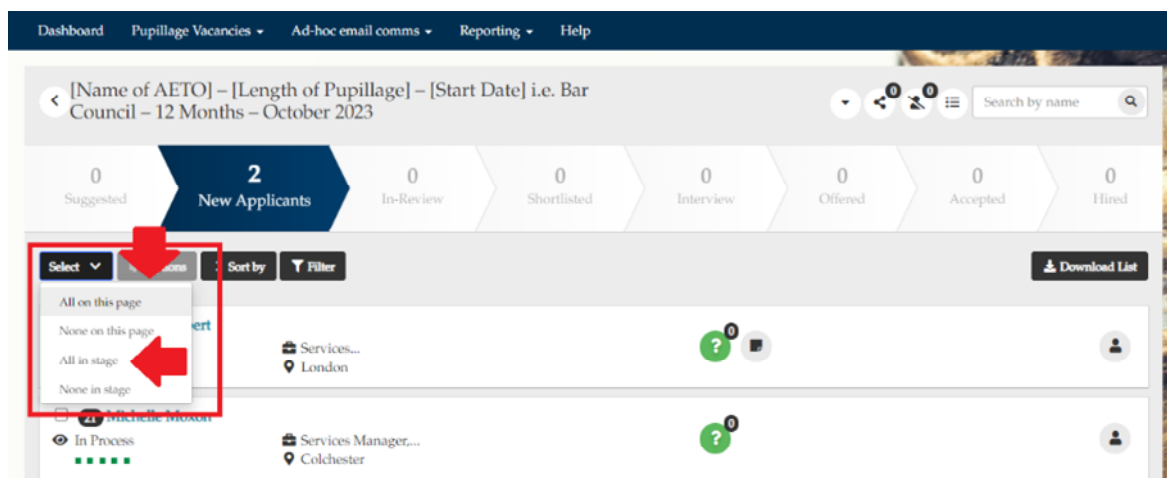 Dashboard Pupillage Vacancies Ad-hoc email comms Reporting Help
[Name of AETO] – [Length of Pupillage] – [Start Date] i.e. Bar
Council – 12 Months – October 2023
0 0 Search by name
0 2 0 0 0 0 0 0
Suggested New Applicants In-Review Shortlisted Interview Offered Accepted Hired
Select Sort by Filter Download List
All on this page
None on this page
All in stage
None in stage
0
Services...
London
21 Michelle Moxon
0
In Process Services Manager,...
Colchester